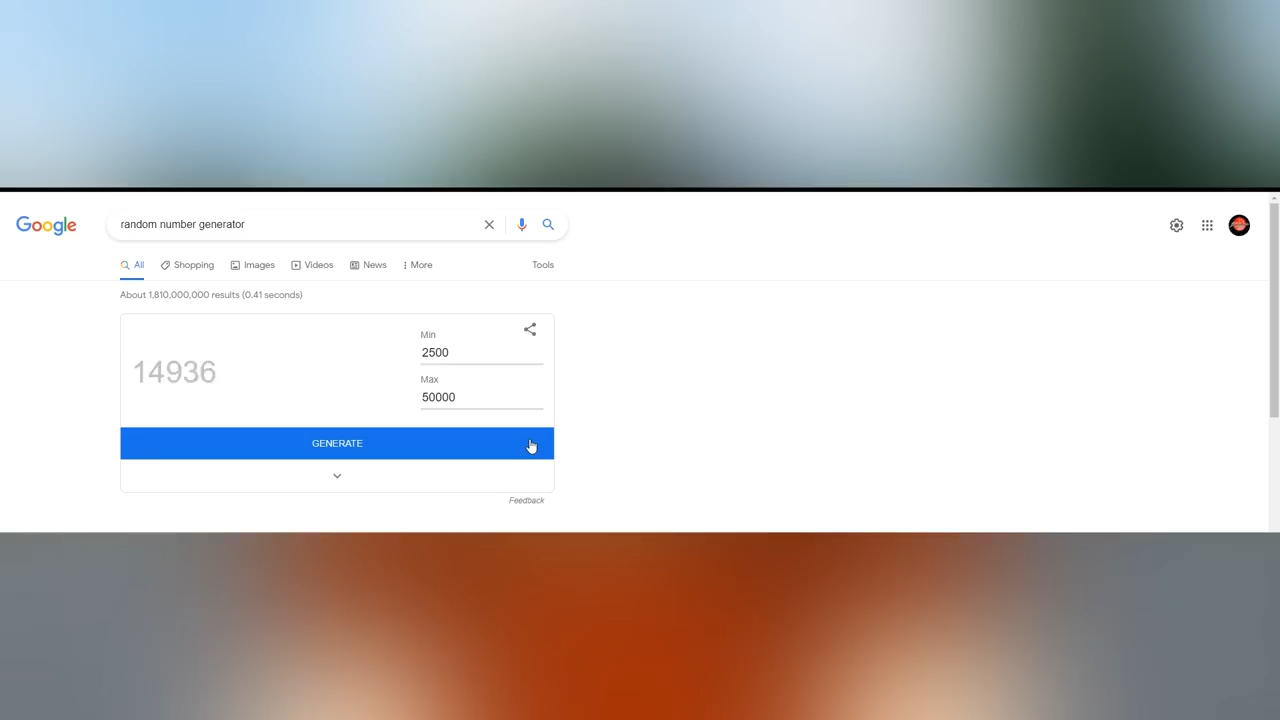 Google
random number generator
All Shopping Images Videos News More Tools
About 1,810,000,000 results (0.41 seconds)
Min
2500
14936
Max
50000
GENERATE
Feedback